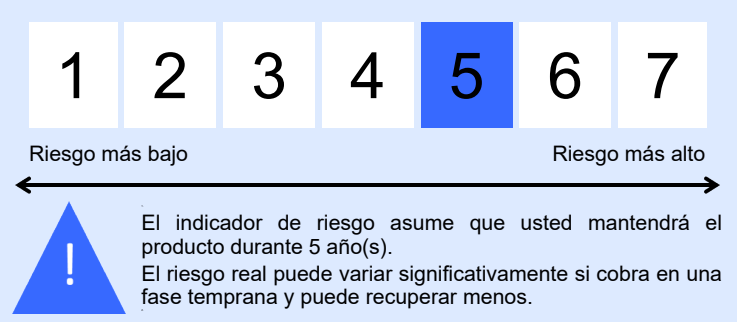 1 2 3 4 5 6 7
Riesgo más bajo Riesgo más alto
!
El indicador de riesgo asume que usted mantendrá el
producto durante 5 año(s).
El riesgo real puede variar significativamente si cobra en una
fase temprana y puede recuperar menos.